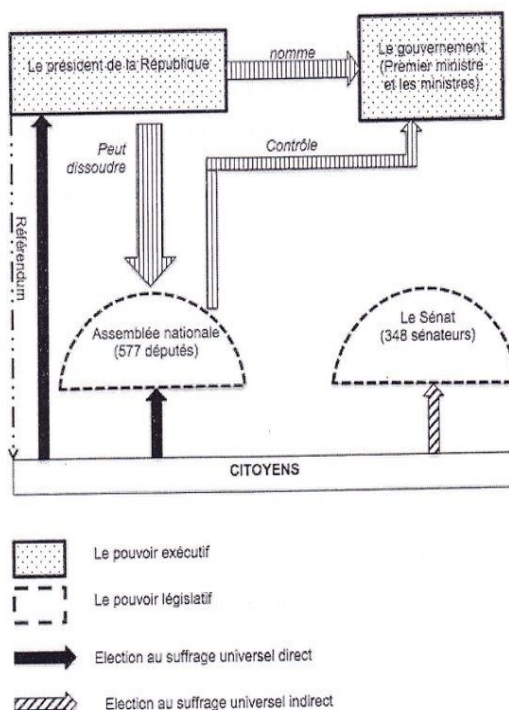 Le président de la République
nomme
Le gouvernement
(Premier ministre
et les ministres)
Peut
dissoudre
Contrôle
Référendum
Assemblée nationale
(577 députés)
Le Sénat
(348 sénateurs)
CITOYENS
Le pouvoir exécutif
Le pouvoir législatif
Election au suffrage universel direct
Election au suffrage universel indirect